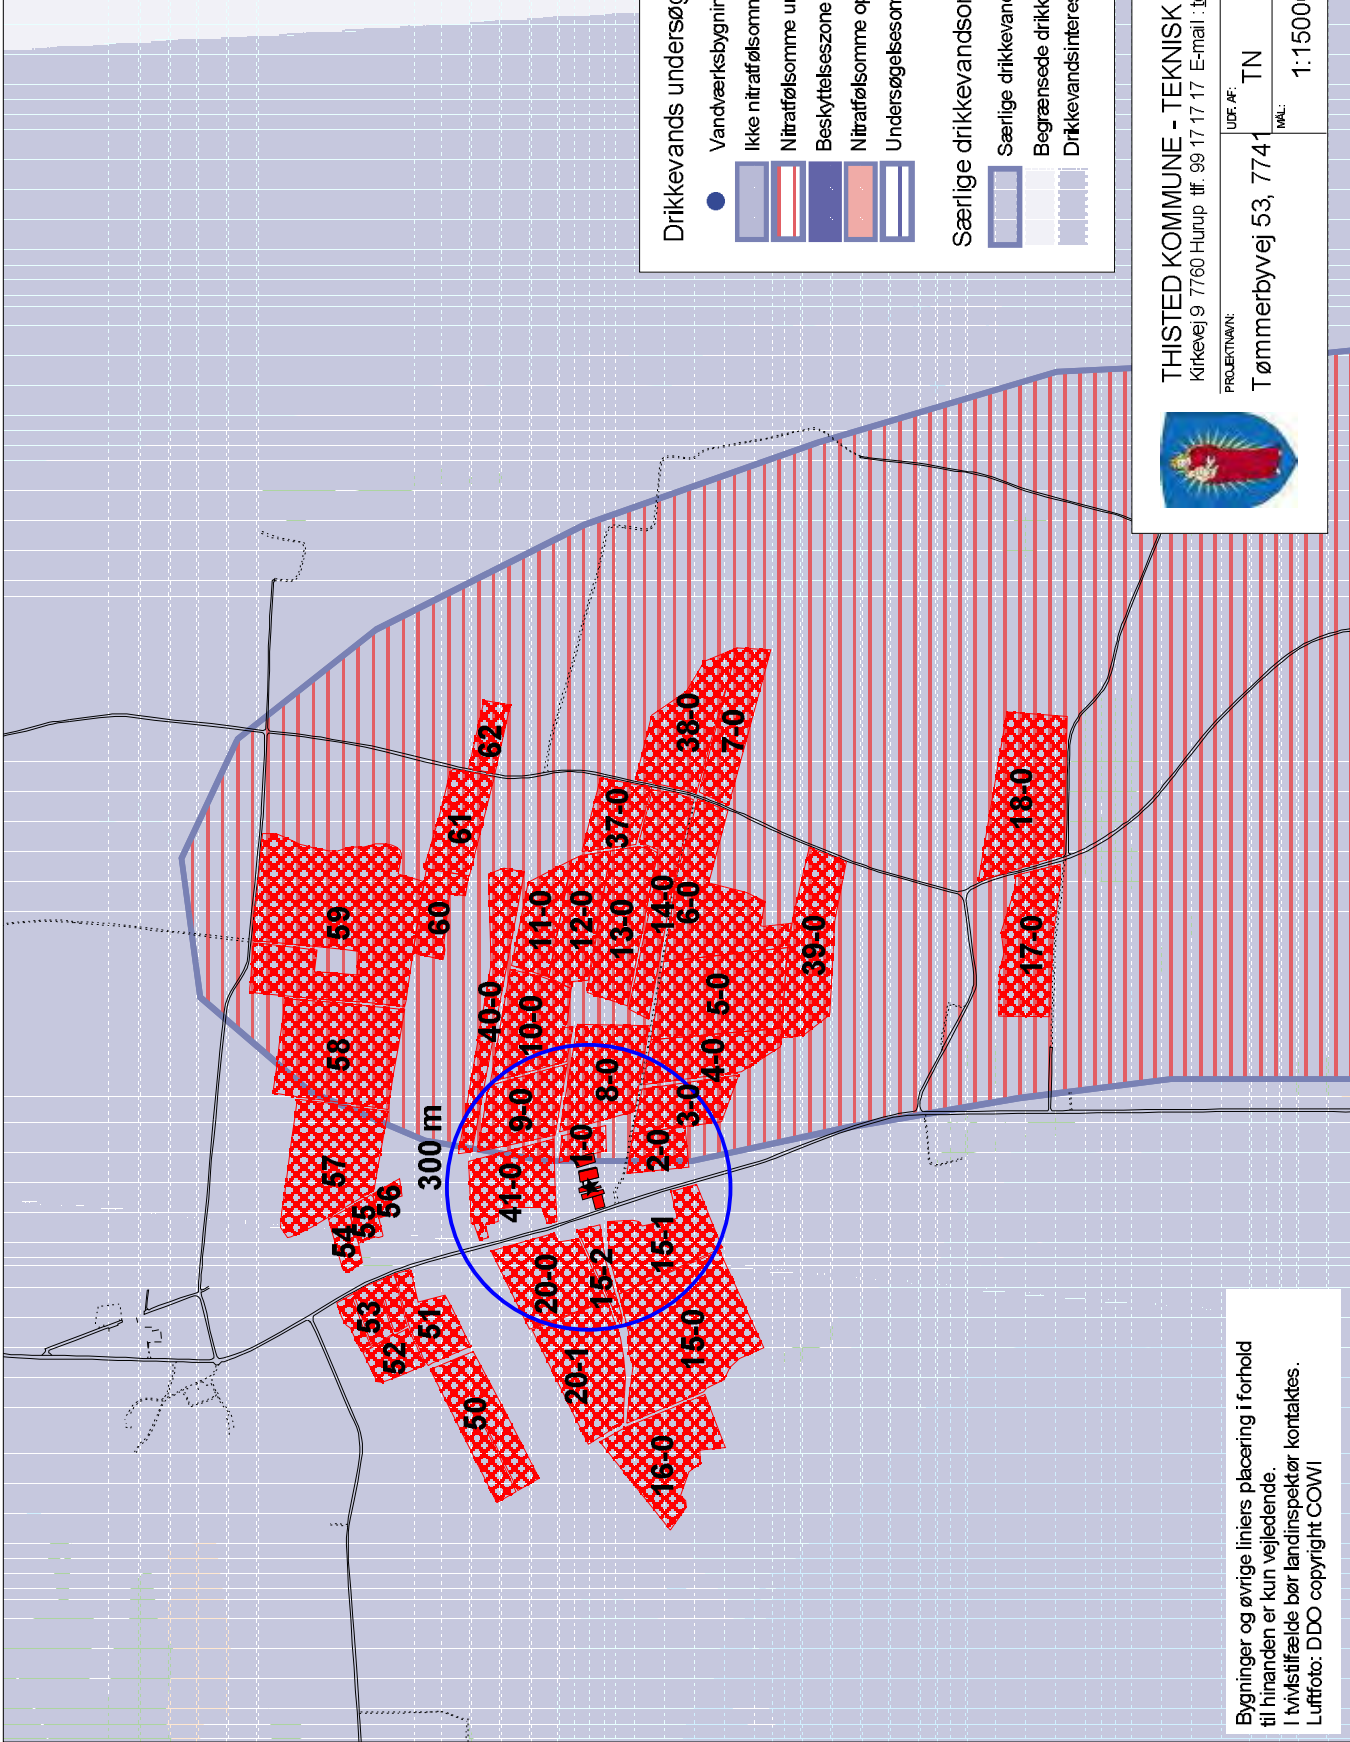 Drikkevands undersøg
Vandværksbygnin
Ikke nitratfølsomm
Nitratfølsomme un
Beskyttelseszone
Nitratfølsomme op
Undersøgelsesom
Særlige drikkevandsor
Særlige drikkevand
Begrænsede drikk
Drikkevandsinteres
THISTED KOMMUNE - TEKNISK
Kirkevej 9 7760 Hurup tlf. 99 17 17 17 E-mail : te
PROJEKTNAVN:
Tømmerbyvej 53, 7741
UDF. AF:
TN
MÅL:
1:1500
62
61
60
59
58
57
56
55
54
53
52
51
50
300 m
38-0
7-0
37-0
18-0
17-0
11-0
12-0
13-0
14-0
6-0
39-0
40-0
10-0
5-0
4-0
9-0
8-0
3-0
1-0
2-0
41-0
15-1
15-2
20-0
15-0
20-1
16-0
Bygninger og øvrige liniers placering i forhold
til hinanden er kun vejledende.
I tvivlstilfælde bør landinspektør kontaktes.
Luftfoto: DDO copyright COWI